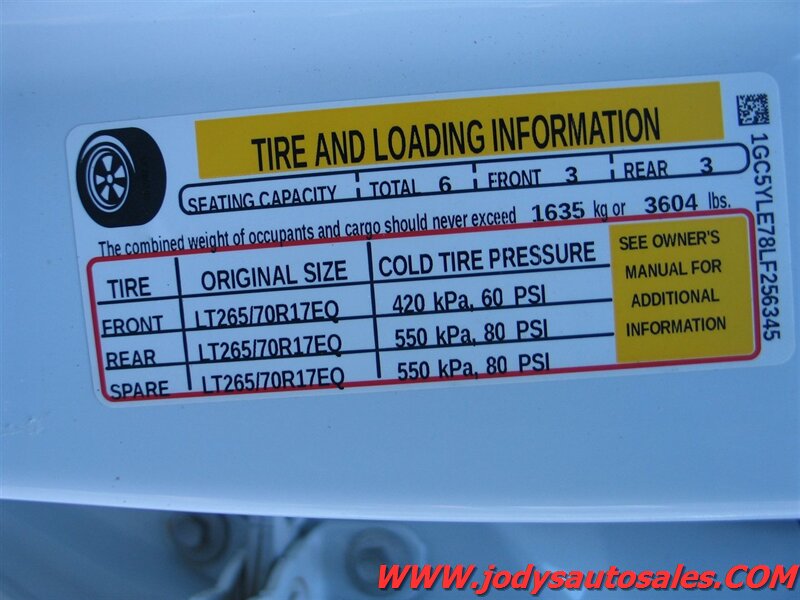 TIRE AND LOADING INFORMATION
SEATING CAPACITY TOTAL 6 FRONT 3 REAR 3
The combined weight of occupants and cargo should never exceed 1635 kg or 3604 lbs.
TIRE ORIGINAL SIZE COLD TIRE PRESSURE
FRONT LT265/70R17EQ 420 kPa, 60 PSI
REAR LT265/70R17EQ 550 kPa, 80 PSI
SPARE LT265/70R17EQ 550 kPa, 80 PSI
SEE OWNER'S
MANUAL FOR
ADDITIONAL
INFORMATION
1GC5YLE78LF256345
WWW.jodysautosales.COM